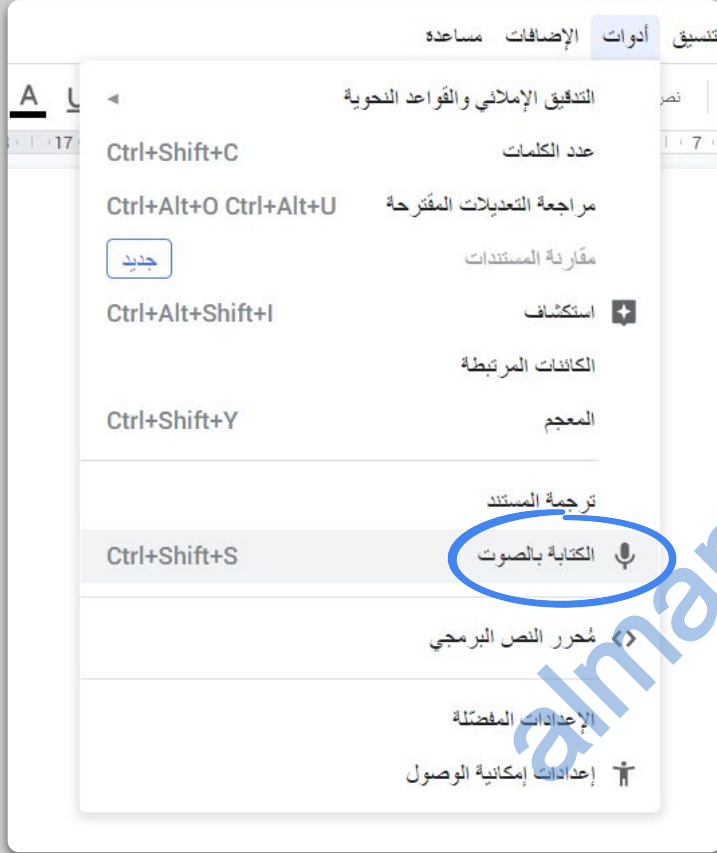 تنسيق أدوات الإضافات مساعدة
نصر A U
17 7
التدقيق الإملائي والقواعد النحوية ◄
عدد الكلمات Ctrl+Shift+C
مراجعة التعديلات المقترحة Ctrl+Alt+O Ctrl+Alt+U
مقارنة المستندات جديد
استكشاف Ctrl+Alt+Shift+I
الكائنات المرتبطة
المعجم Ctrl+Shift+Y
ترجمة المستند
الكتابة بالصوت Ctrl+Shift+S
مُحرر النص البرمجي
الإعدادات المفضّلة
إعدادات إمكانية الوصول
almar